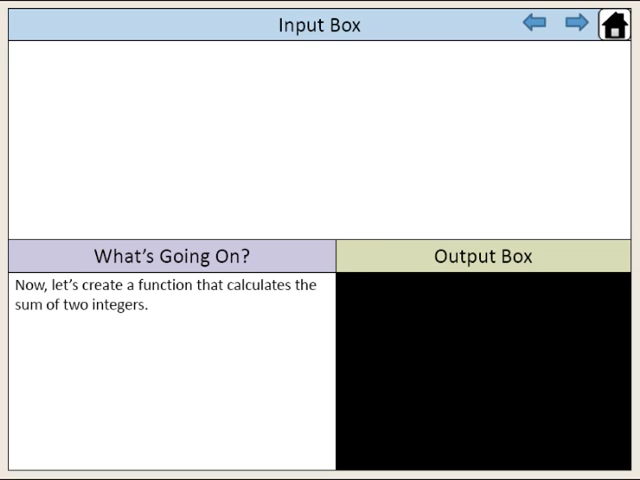 Input Box
What’s Going On?
Output Box
Now, let’s create a function that calculates the
sum of two integers.